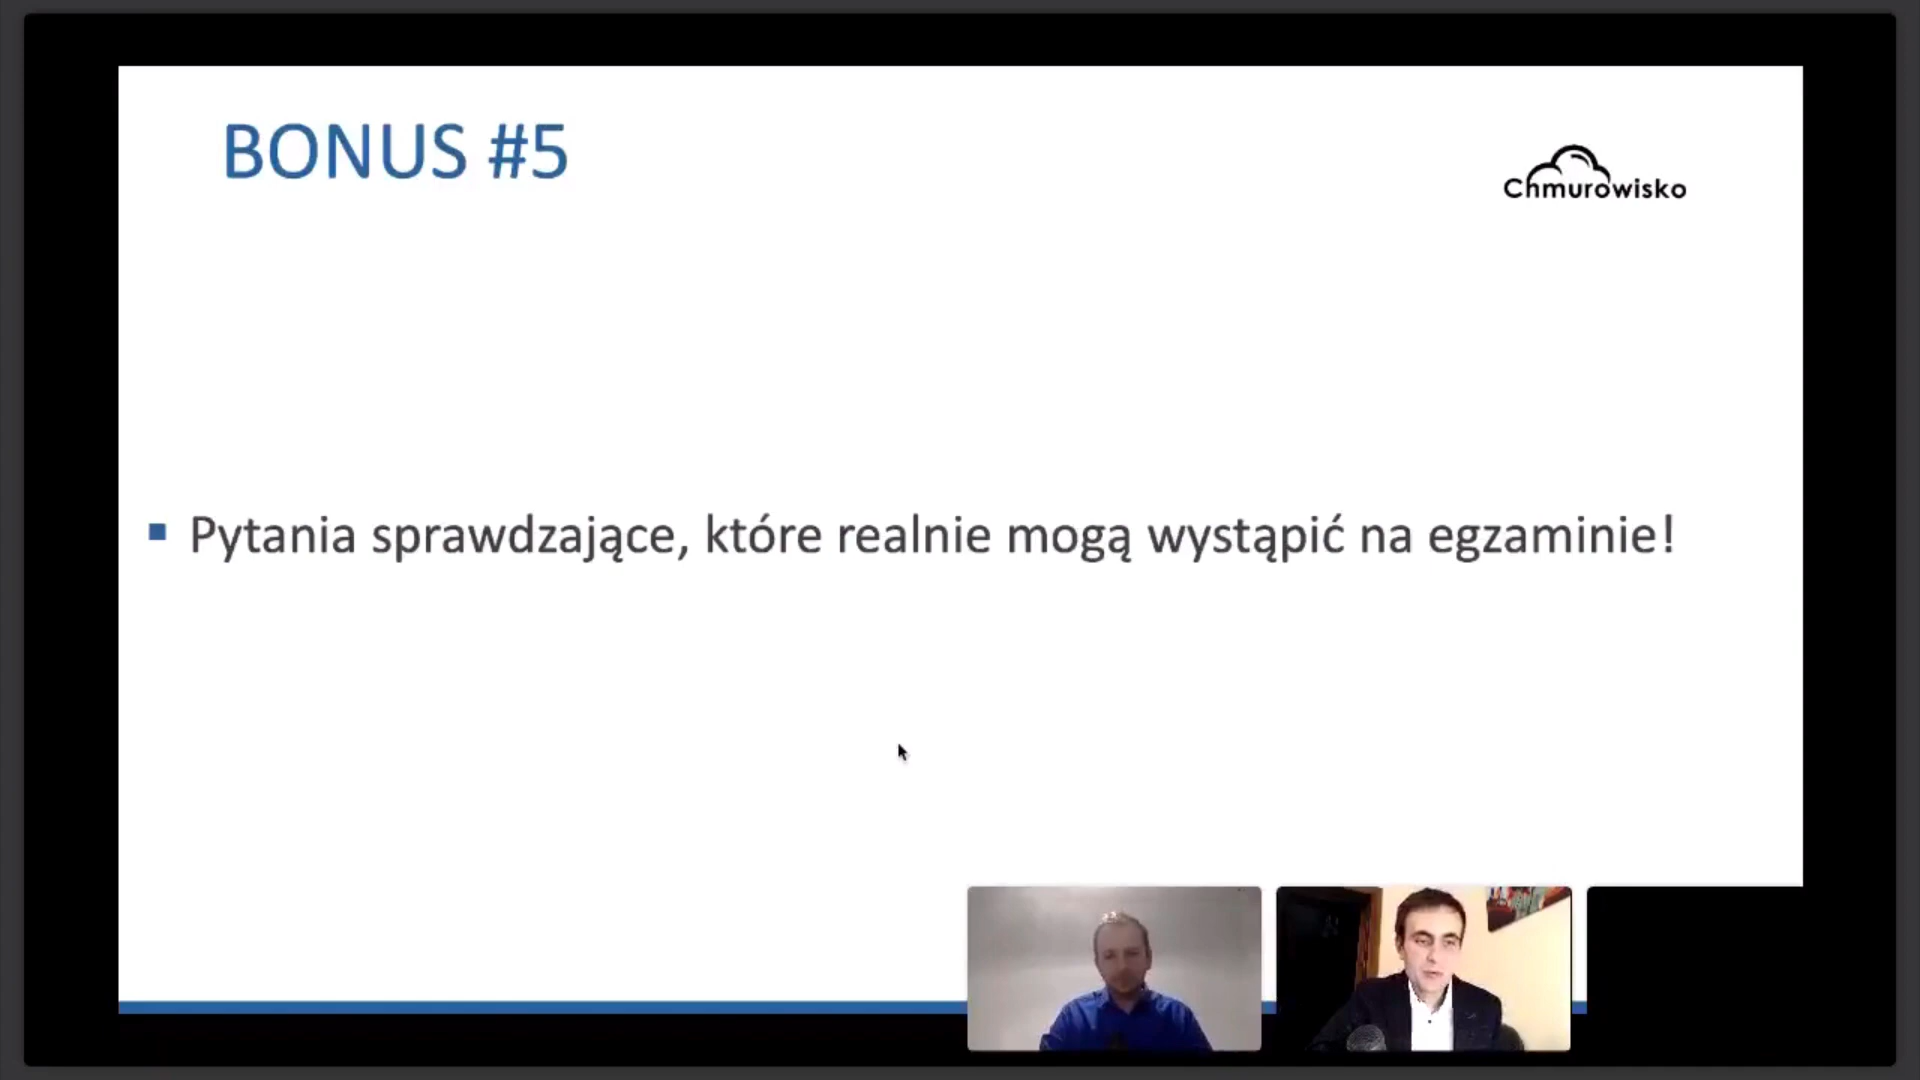 BONUS #5
Chmurowisko
Pytania sprawdzające, które realnie mogą wystąpić na egzaminie!